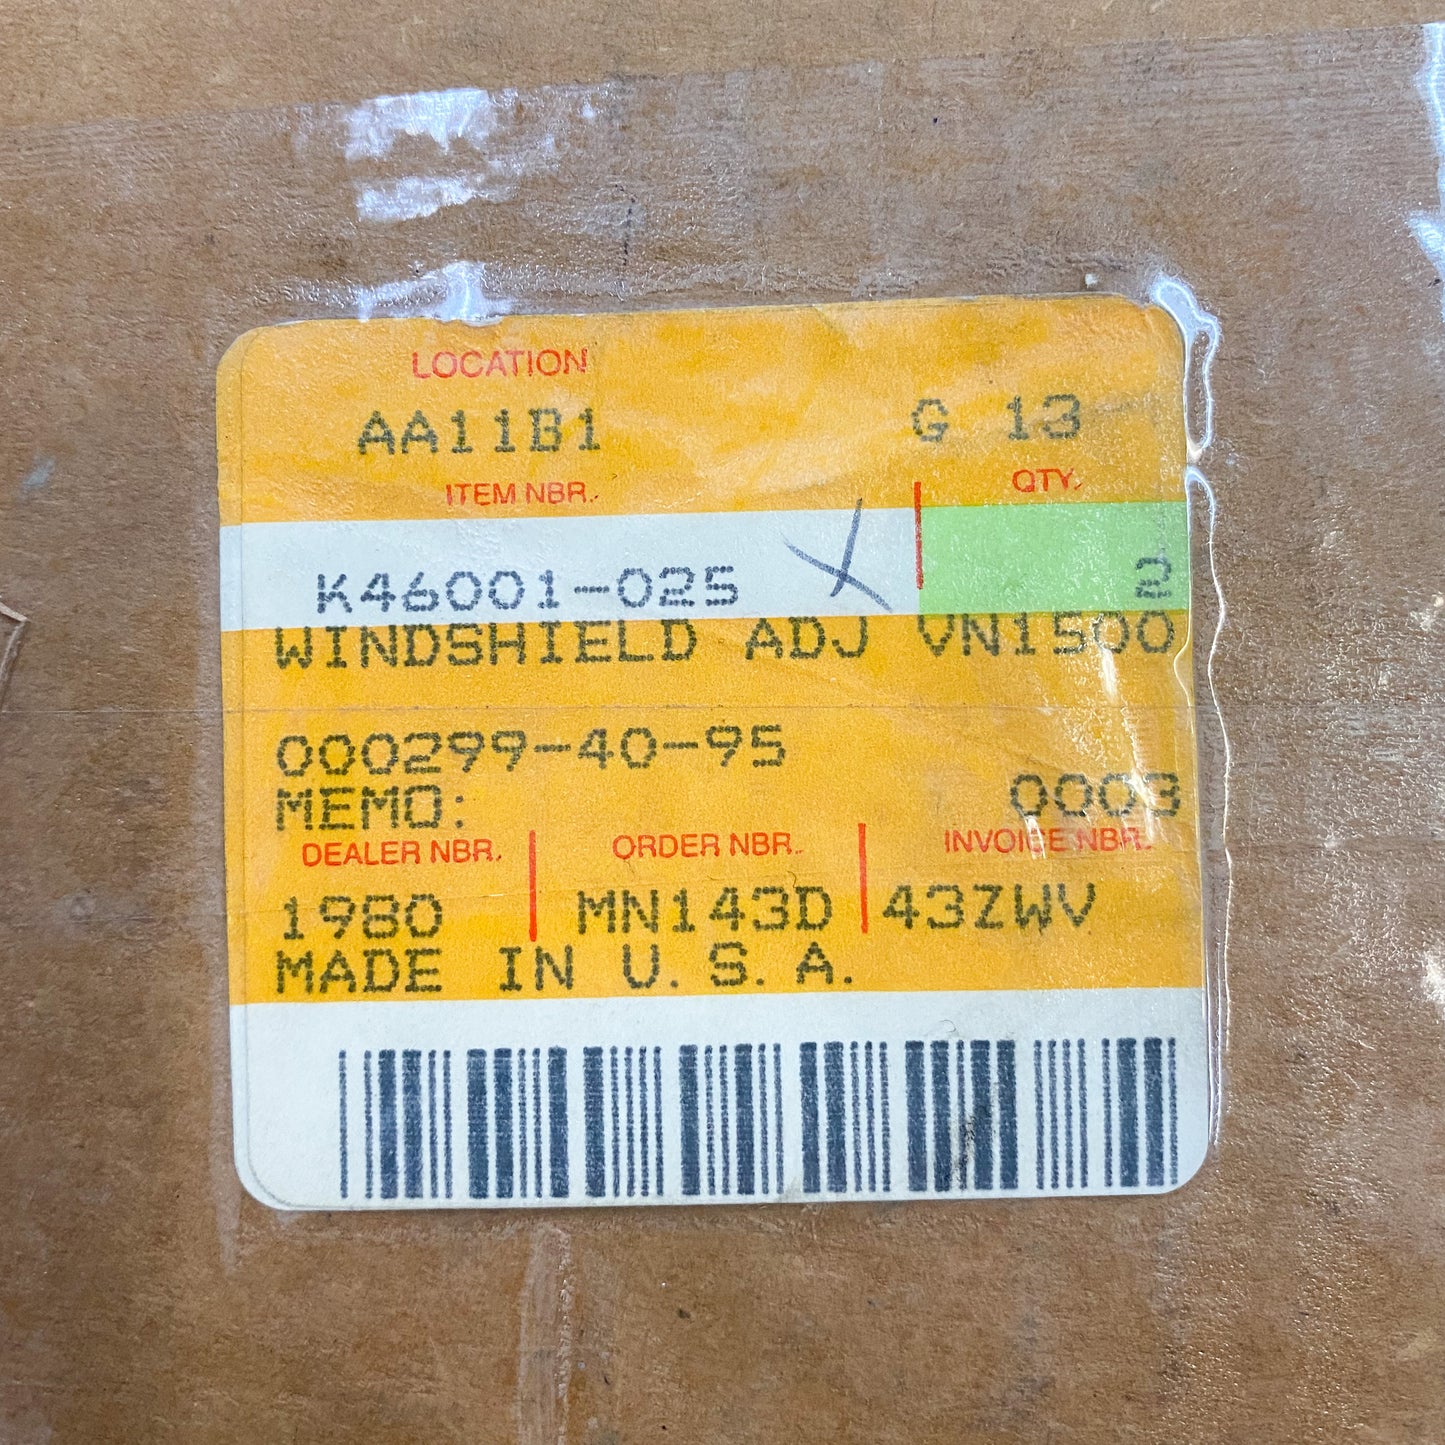 LOCATION
AA11B1 G 13
ITEM NBR. QTY.
K46001-025 2
WINDSHIELD ADJ VN1500
000299-40-95
MEMO: 0003
DEALER NBR. ORDER NBR. INVOICE NBR.
1980 MN143D 43ZWV
MADE IN U.S.A.